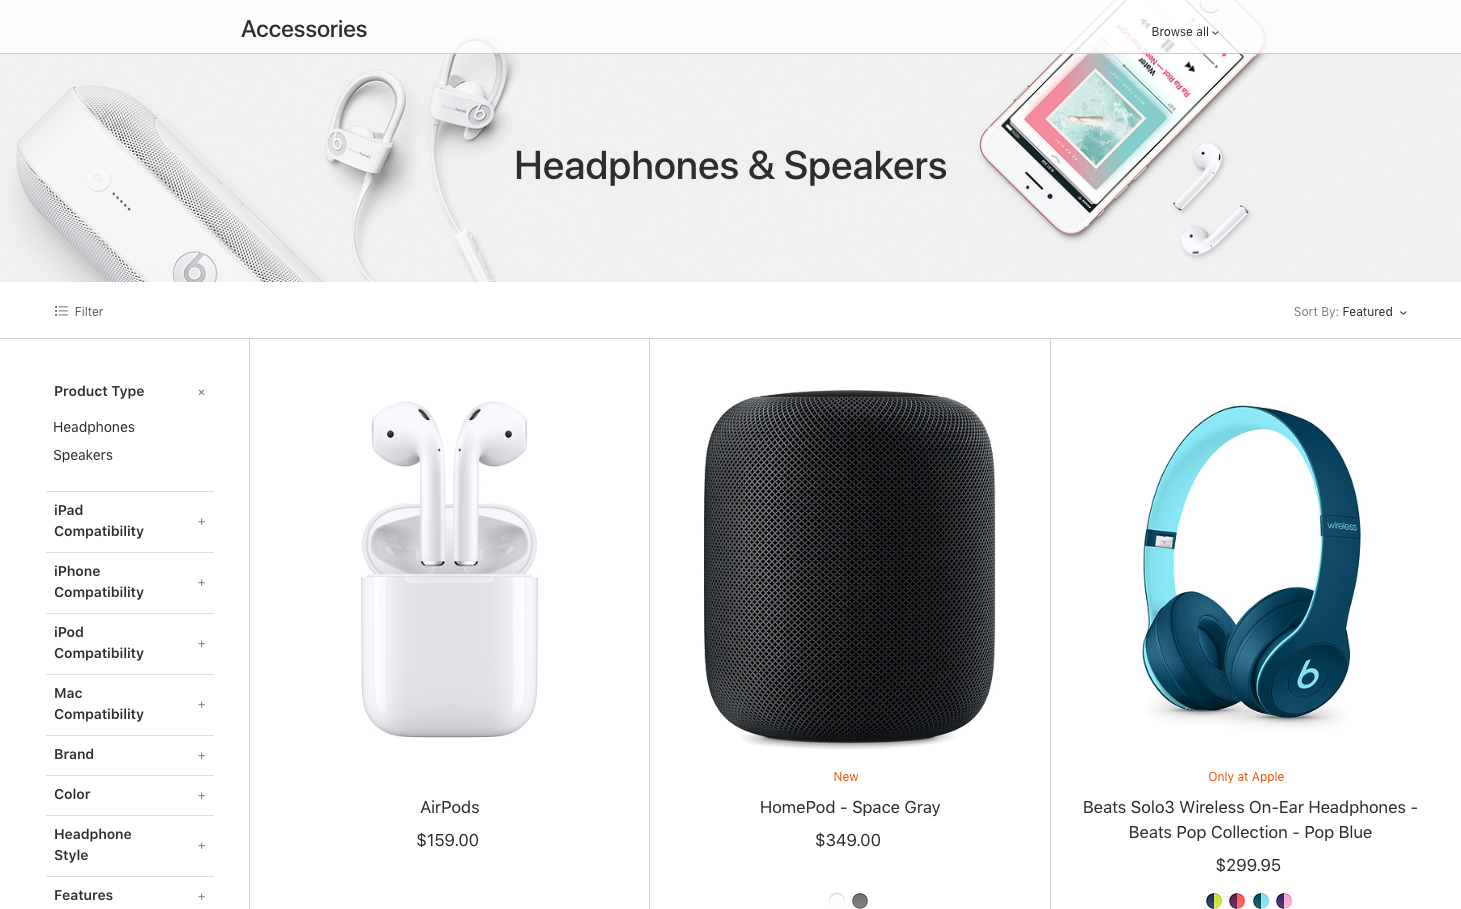 Accessories
Browse all
Headphones & Speakers
Filter
Sort By: Featured
Product Type
Headphones
Speakers
iPad
Compatibility
iPhone
Compatibility
iPod
Compatibility
Mac
Compatibility
Brand
Color
Headphone
Style
Features
wireless
AirPods
$159.00
New
HomePod - Space Gray
$349.00
Only at Apple
Beats Solo3 Wireless On-Ear Headphones -
Beats Pop Collection - Pop Blue
$299.95